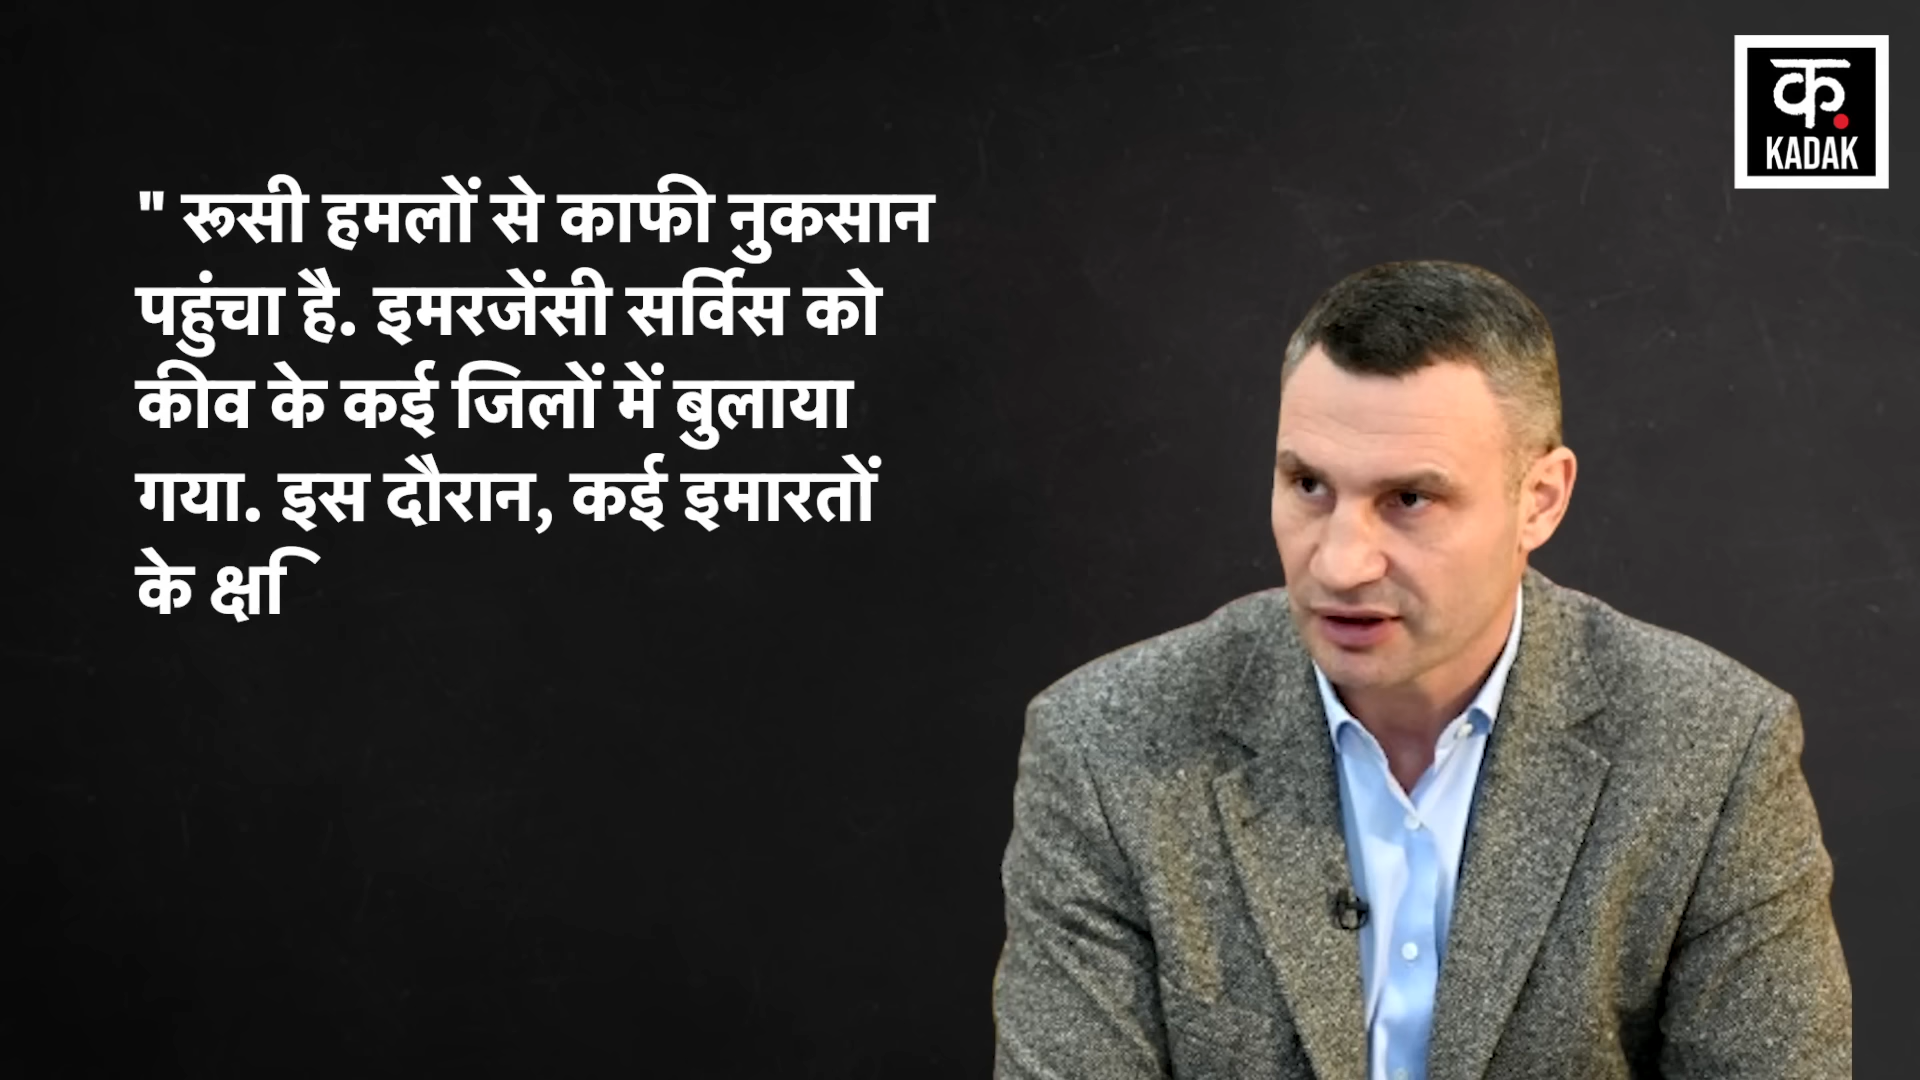 क.
KADAK
" रूसी हमलों से काफी नुकसान
पहुंचा है. इमरजेंसी सर्विस को
कीव के कई जिलों में बुलाया
गया. इस दौरान, कई इमारतों
के क्षि